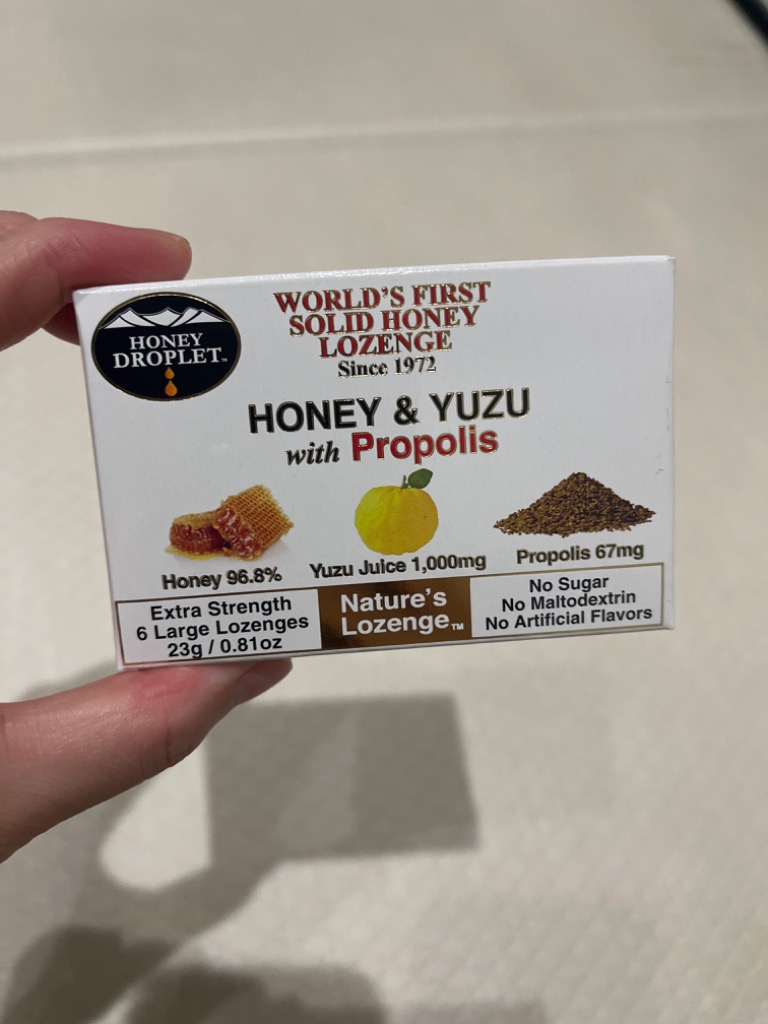 HONEY
DROPLET™
WORLD'S FIRST
SOLID HONEY
LOZENGE
Since 1972
HONEY & YUZU
with Propolis
Honey 96.8%
Yuzu Juice 1,000mg
Propolis 67mg
Extra Strength
6 Large Lozenges
23g / 0.81oz
Nature's
Lozenge™
No Sugar
No Maltodextrin
No Artificial Flavors